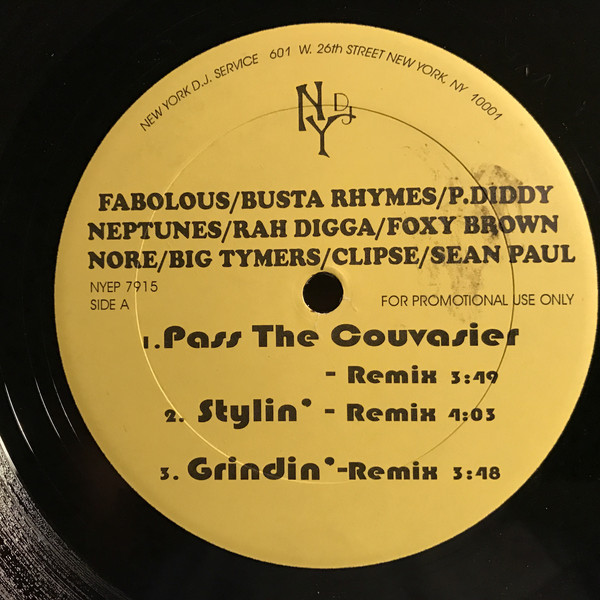 NEW YORK D.J. SERVICE 601 W. 26th STREET NEW YORK, NY 10001
NY DJ
FABOLOUS/BUSTA RHYMES/P.DIDDY
NEPTUNES/RAH DIGGA/FOXY BROWN
NORE/BIG TYMERS/CLIPSE/SEAN PAUL
NYEP 7915
SIDE A
FOR PROMOTIONAL USE ONLY
1.Pass The Couvasier
- Remix 3:49
2. Stylin' - Remix 4:03
3. Grindin'-Remix 3:48